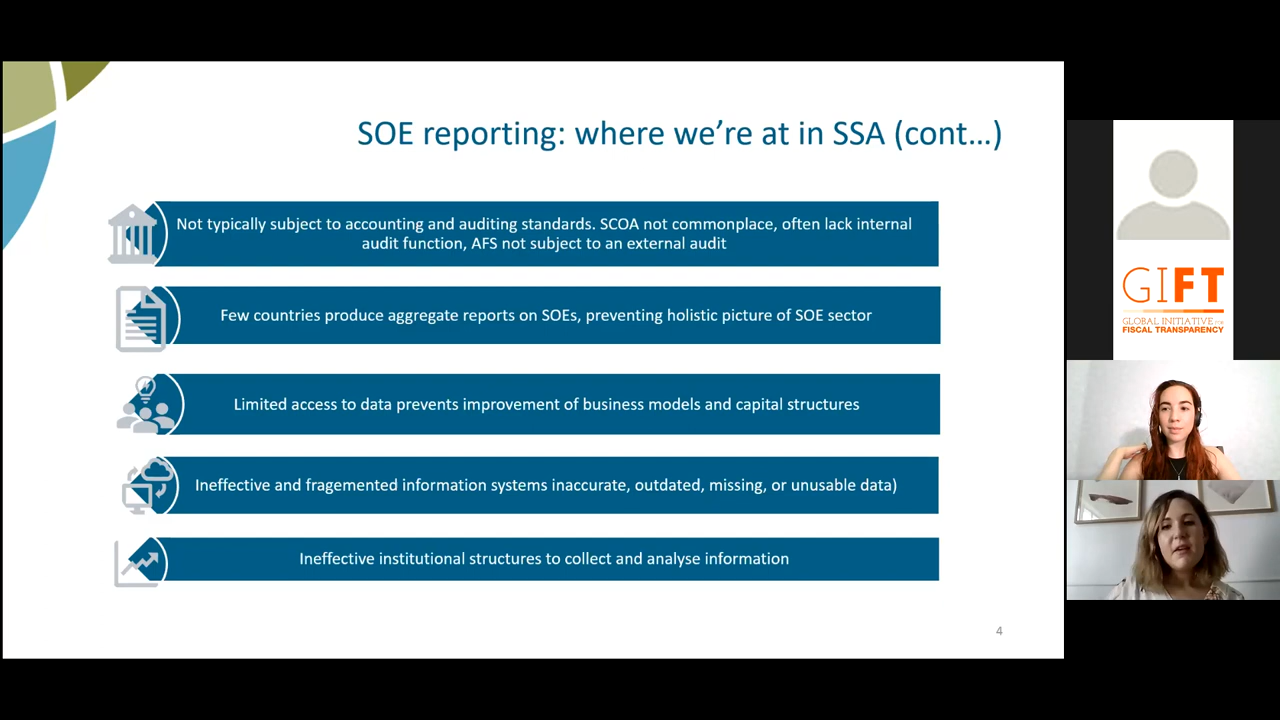 SOE reporting: where we’re at in SSA (cont…)
Not typically subject to accounting and auditing standards. SCOA not commonplace, often lack internal
audit function, AFS not subject to an external audit
Few countries produce aggregate reports on SOEs, preventing holistic picture of SOE sector
Limited access to data prevents improvement of business models and capital structures
Ineffective and fragemented information systems inaccurate, outdated, missing, or unusable data)
Ineffective institutional structures to collect and analyse information
4
GIFT
GLOBAL INITIATIVE FOR
FISCAL TRANSPARENCY